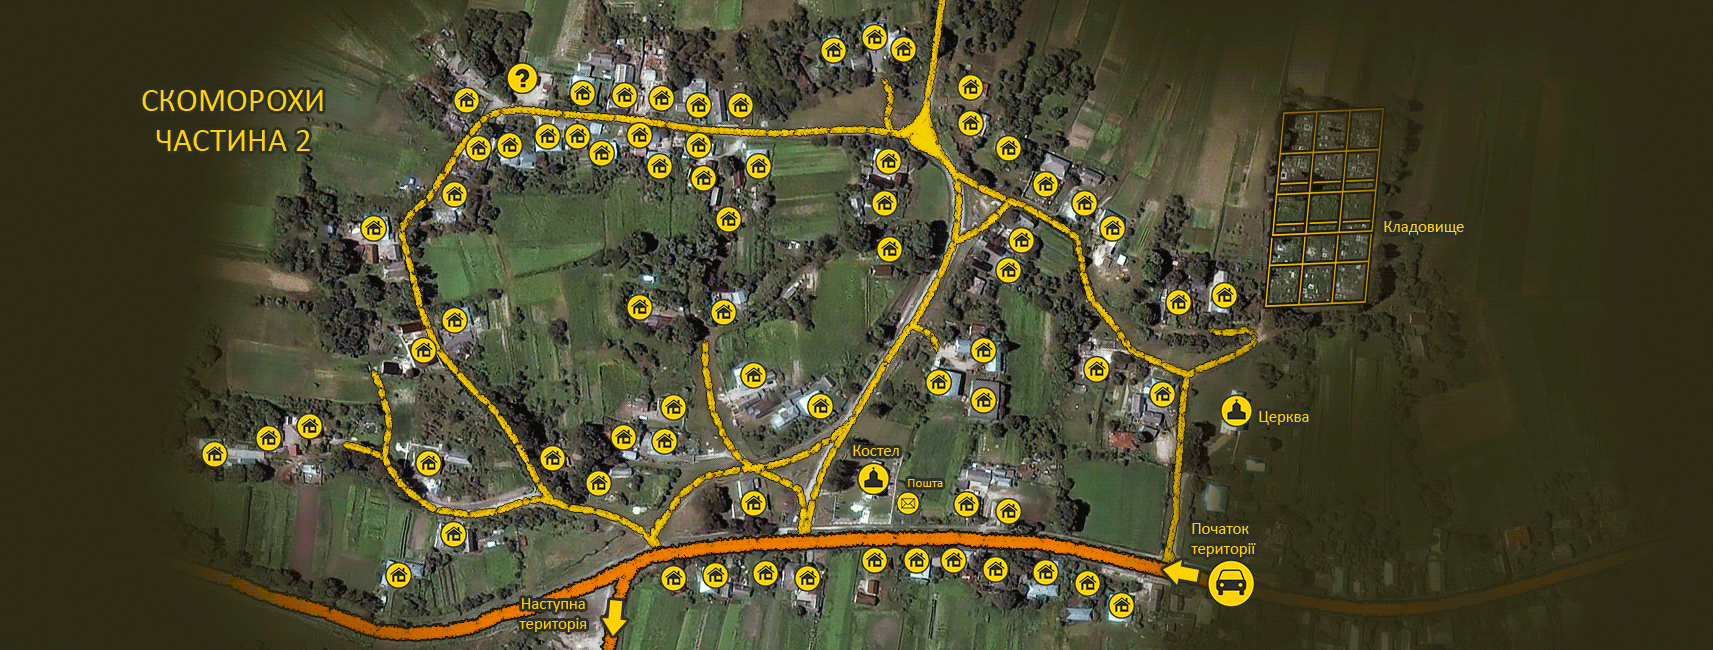 СКОМОРОХИ
ЧАСТИНА 2
?
Кладовище
Церква
Костел
Пошта
Початок
території
Наступна
територія